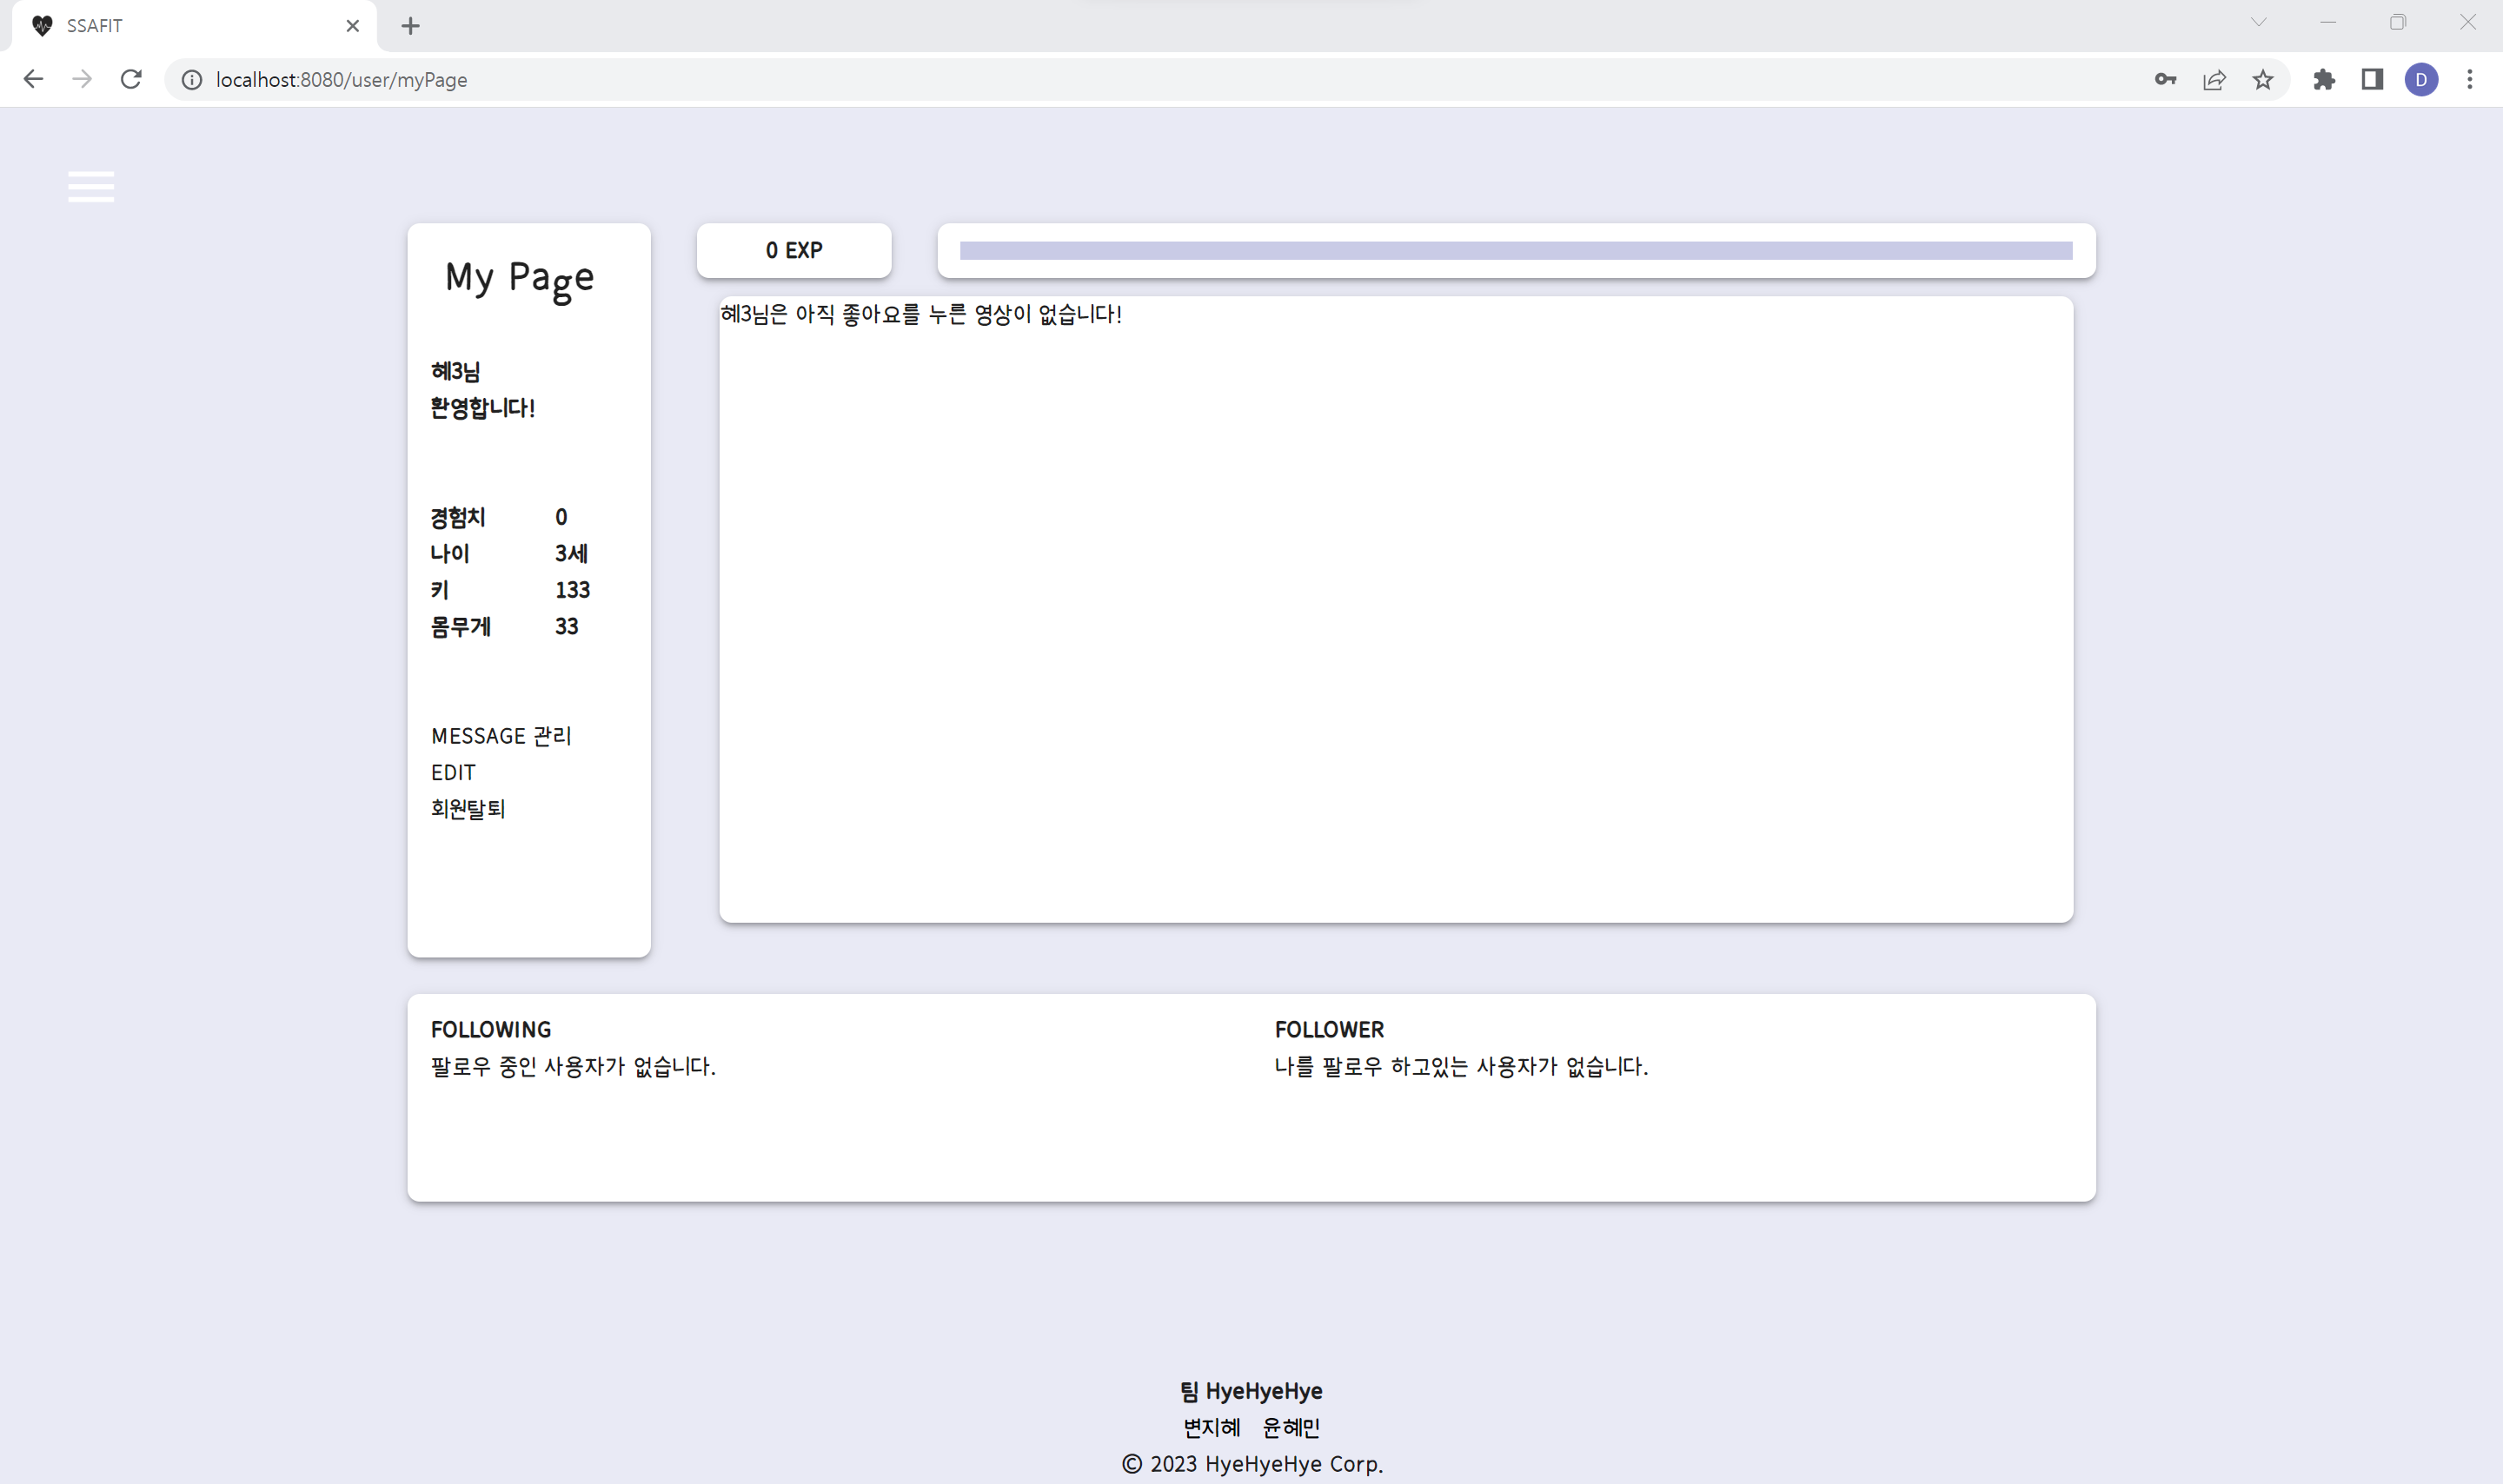 SSAFIT
localhost:8080/user/myPage
D
My Page
혜3님
환영합니다!
경험치 0
나이 3세
키 133
몸무게 33
MESSAGE 관리
EDIT
회원탈퇴
0 EXP
혜3님은 아직 좋아요를 누른 영상이 없습니다!
FOLLOWING
팔로우 중인 사용자가 없습니다.
FOLLOWER
나를 팔로우 하고있는 사용자가 없습니다.
팀 HyeHyeHye
변지혜 윤혜민
© 2023 HyeHyeHye Corp.